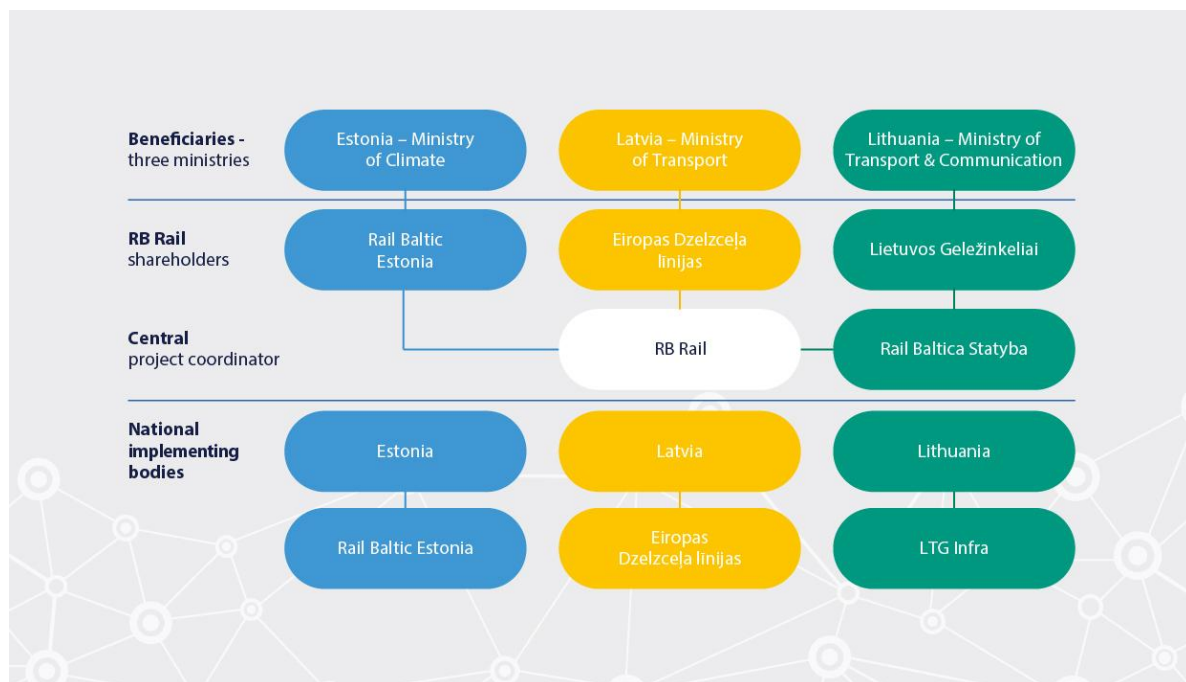 Beneficiaries -
three ministries
Estonia – Ministry
of Climate
Latvia – Ministry
of Transport
Lithuania – Ministry of
Transport & Communication
RB Rail
shareholders
Rail Baltic
Estonia
Eiropas Dzelzceļa
līnijas
Lietuvos Geležinkeliai
Central
project coordinator
RB Rail
Rail Baltica Statyba
National
implementing
bodies
Estonia
Latvia
Lithuania
Rail Baltic Estonia
Eiropas
Dzelzceļa līnijas
LTG Infra